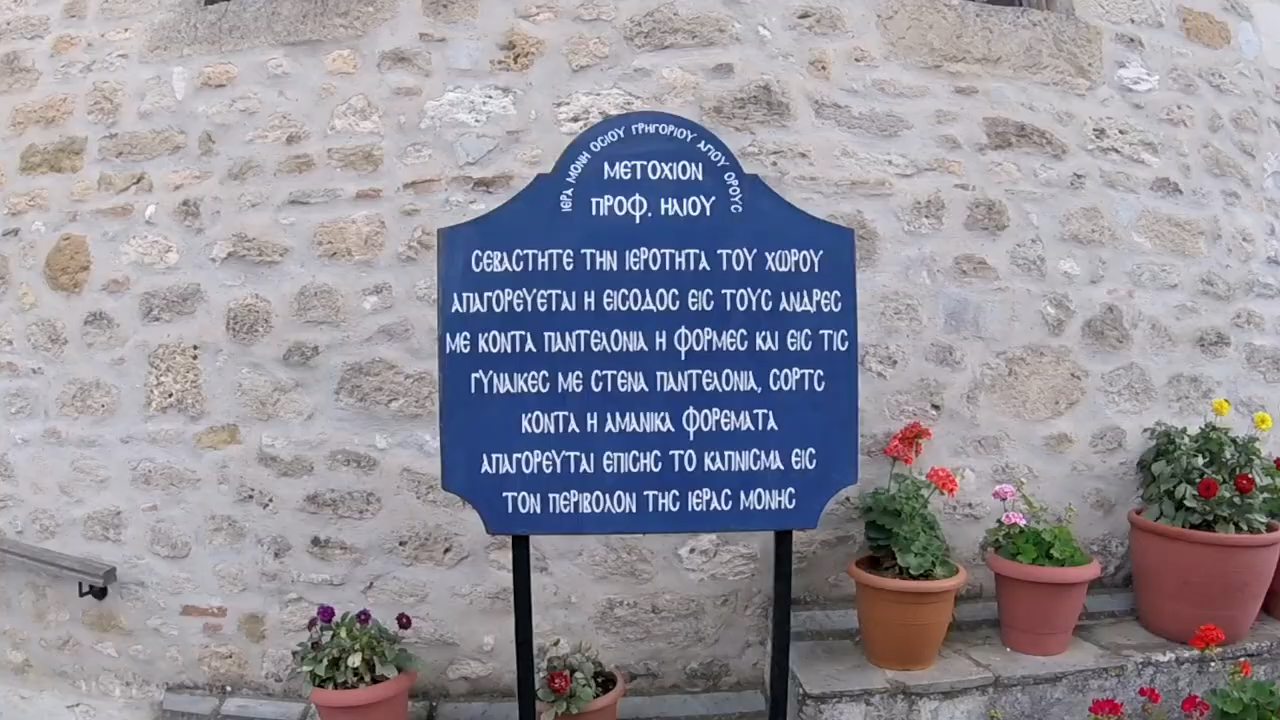 ΙΕΡΑ ΜΟΝΗ ΟΣΙΟΥ ΓΡΗΓΟΡΙΟΥ ΑΓΙΟΥ ΟΡΟΥΣ
ΜΕΤΟΧΙΟΝ
ΠΡΟΦ. ΗΛΙΟΥ
ΣΕΒΑΣΤΗΤΕ ΤΗΝ ΙΕΡΟΤΗΤΑ ΤΟΥ ΧΩΡΟΥ
ΑΠΑΓΟΡΕΥΕΤΑΙ Η ΕΙΣΟΔΟΣ ΕΙΣ ΤΟΥΣ ΑΝΔΡΕΣ
ΜΕ ΚΟΝΤΑ ΠΑΝΤΕΛΟΝΙΑ Η ΦΟΡΜΕΣ ΚΑΙ ΕΙΣ ΤΙΣ
ΓΥΝΑΙΚΕΣ ΜΕ ΣΤΕΝΑ ΠΑΝΤΕΛΟΝΙΑ, ΣΟΡΤΣ
ΚΟΝΤΑ Η ΑΜΑΝΙΚΑ ΦΟΡΕΜΑΤΑ
ΑΠΑΓΟΡΕΥΤΑΙ ΕΠΙΣΗΣ ΤΟ ΚΑΠΝΙΣΜΑ ΕΙΣ
ΤΟΝ ΠΕΡΙΒΟΛΟΝ ΤΗΣ ΙΕΡΑΣ ΜΟΝΗΣ